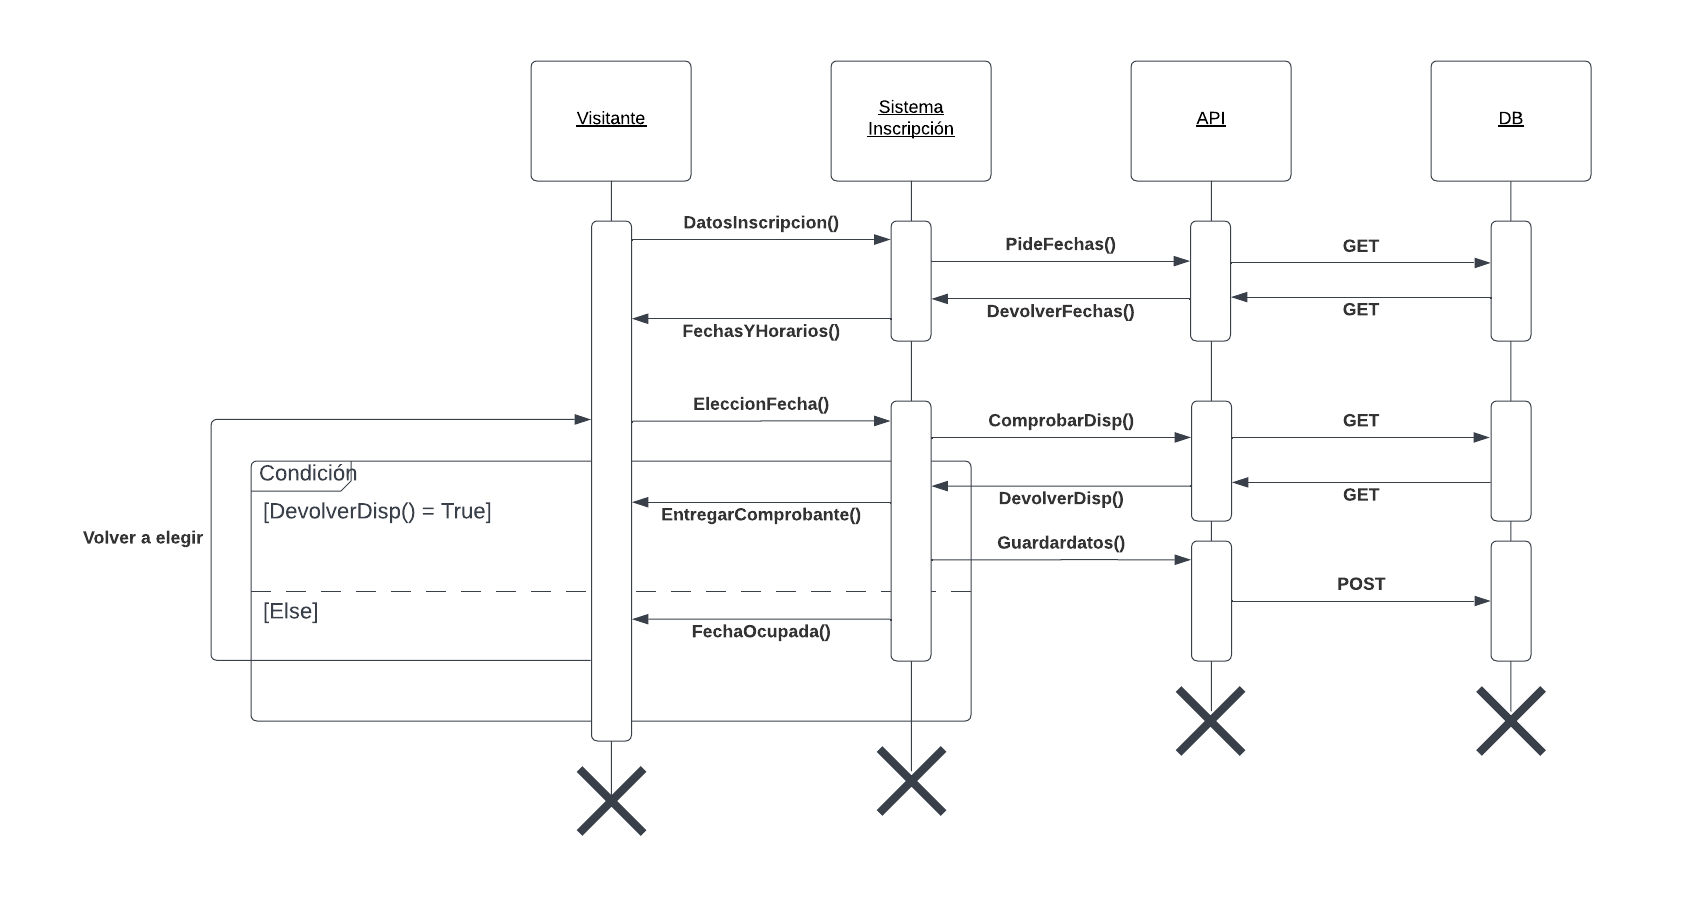 Visitante
Sistema
Inscripción
API
DB
DatosInscripcion()
PideFechas()
GET
DevolverFechas()
GET
FechasYHorarios()
EleccionFecha()
ComprobarDisp()
GET
Condición
[DevolverDisp() = True]
DevolverDisp()
GET
EntregarComprobante()
Volver a elegir
Guardardatos()
POST
[Else]
FechaOcupada()